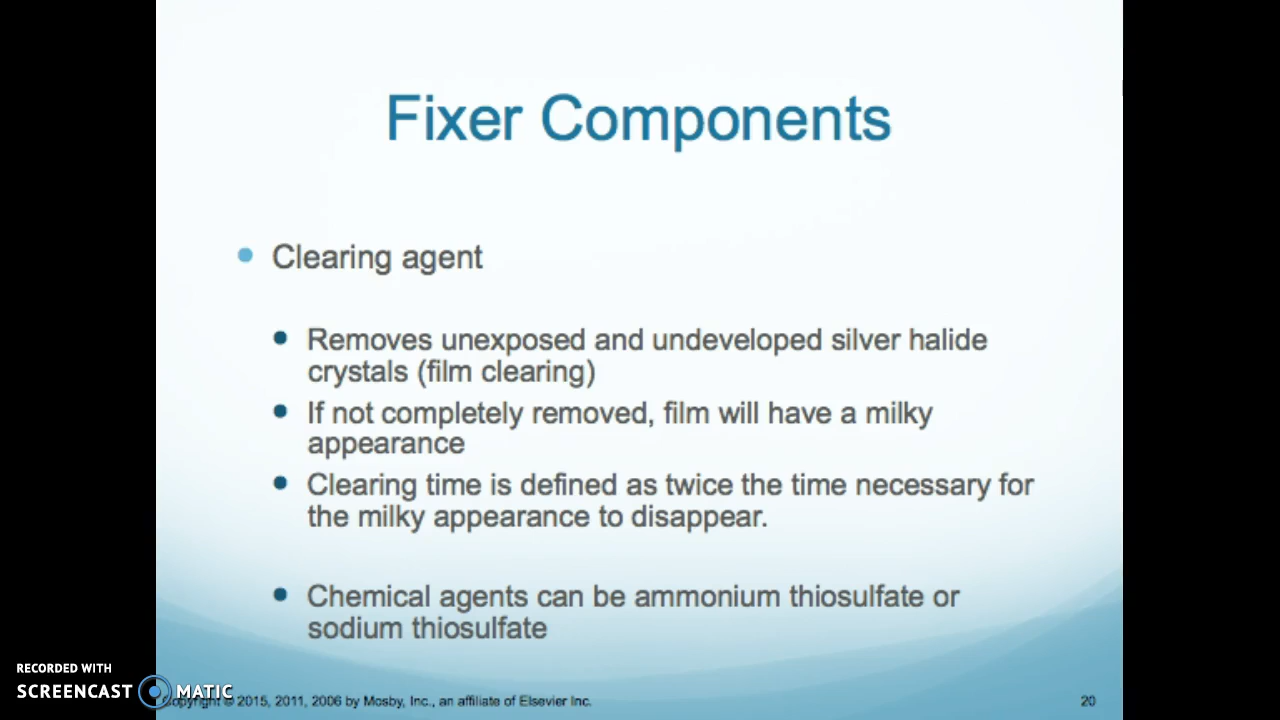 Fixer Components
Clearing agent
Removes unexposed and undeveloped silver halide
crystals (film clearing)
If not completely removed, film will have a milky
appearance
Clearing time is defined as twice the time necessary for
the milky appearance to disappear.
Chemical agents can be ammonium thiosulfate or
sodium thiosulfate
RECORDED WITH
SCREENCAST MATIC
Copyright © 2015, 2011, 2006 by Mosby, Inc., an affiliate of Elsevier Inc.
20